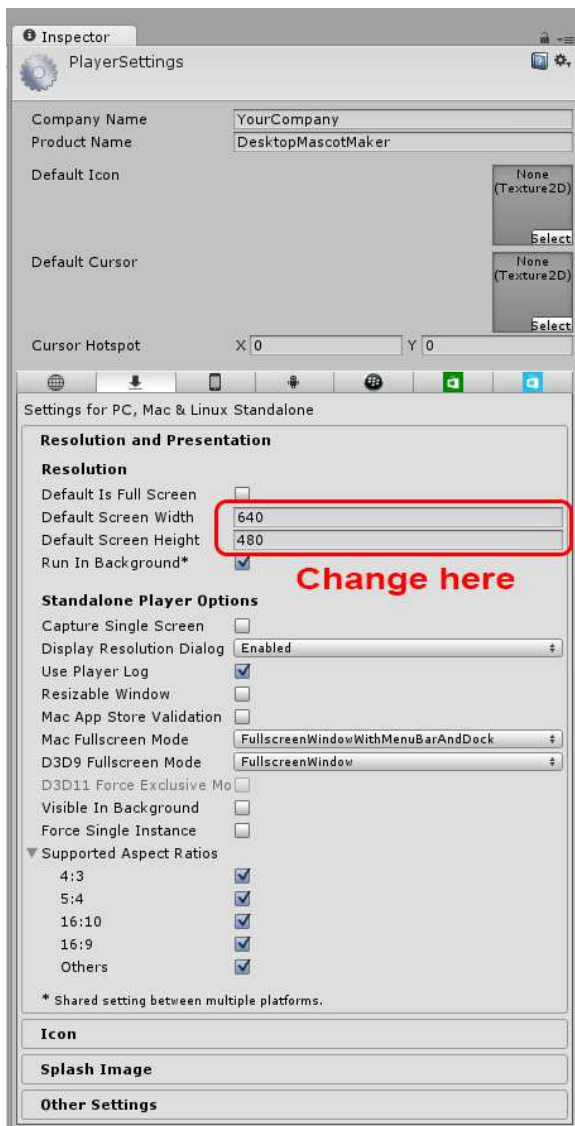 Inspector
PlayerSettings
Company Name YourCompany
Product Name DesktopMascotMaker
Default Icon None (Texture2D) Select
Default Cursor None (Texture2D) Select
Cursor Hotspot X 0 Y 0
Settings for PC, Mac & Linux Standalone
Resolution and Presentation
Resolution
Default Is Full Screen
Default Screen Width 640
Default Screen Height 480
Run In Background*
Change here
Standalone Player Options
Capture Single Screen
Display Resolution Dialog Enabled
Use Player Log
Resizable Window
Mac App Store Validation
Mac Fullscreen Mode FullscreenWindowWithMenuBarAndDock
D3D9 Fullscreen Mode FullscreenWindow
D3D11 Force Exclusive Mo
Visible In Background
Force Single Instance
Supported Aspect Ratios
4:3
5:4
16:10
16:9
Others
* Shared setting between multiple platforms.
Icon
Splash Image
Other Settings